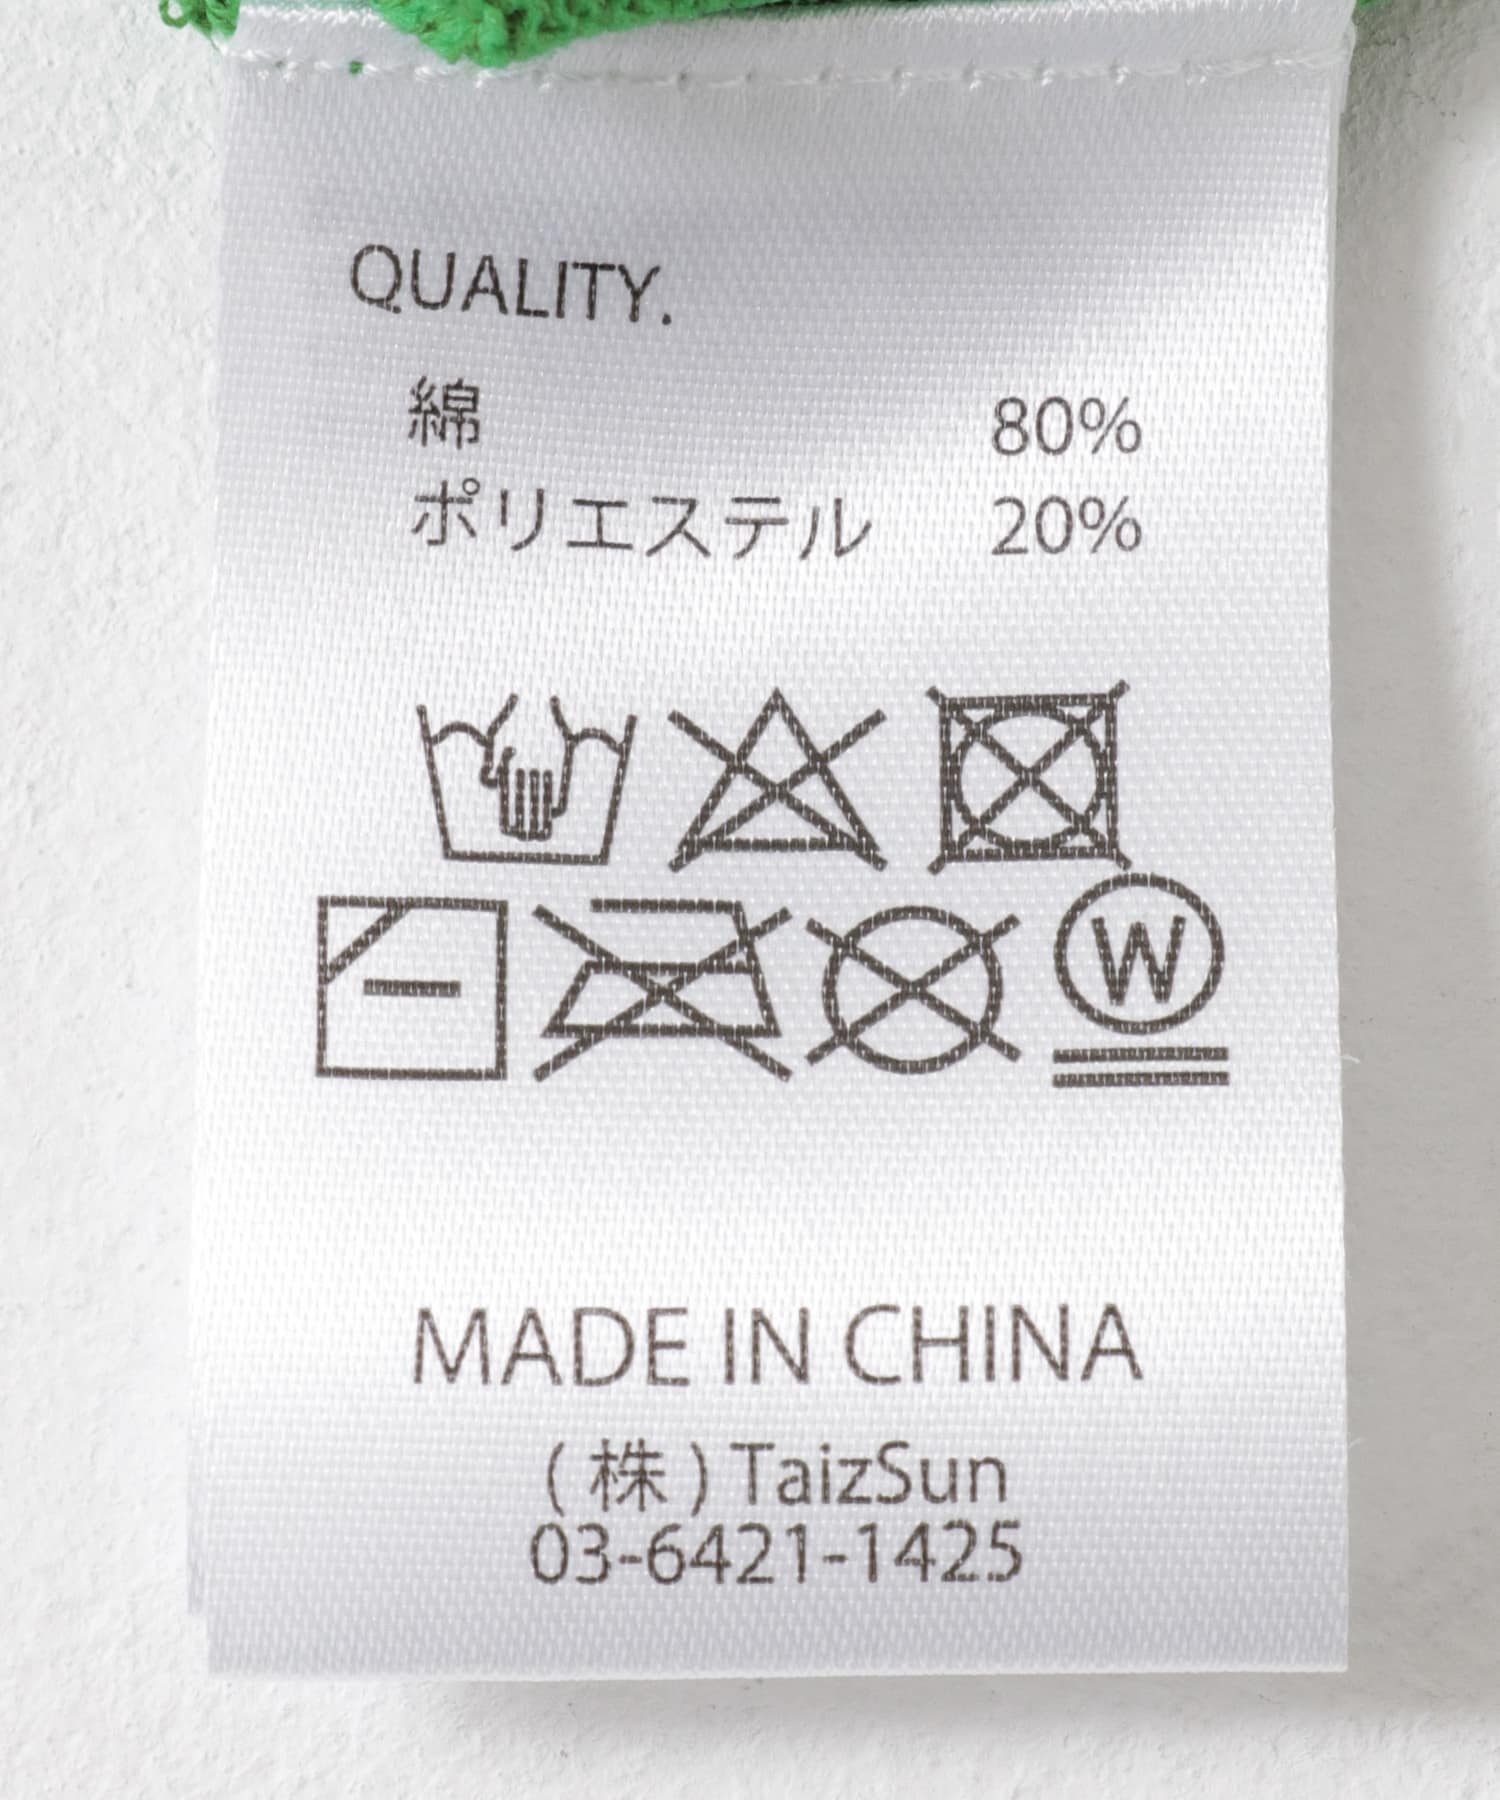 QUALITY.
綿 80%
ポリエステル 20%
W
MADE IN CHINA
(株) TaizSun
03-6421-1425